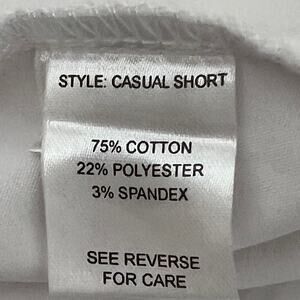 STYLE: CASUAL SHORT
75% COTTON
22% POLYESTER
3% SPANDEX
SEE REVERSE
FOR CARE